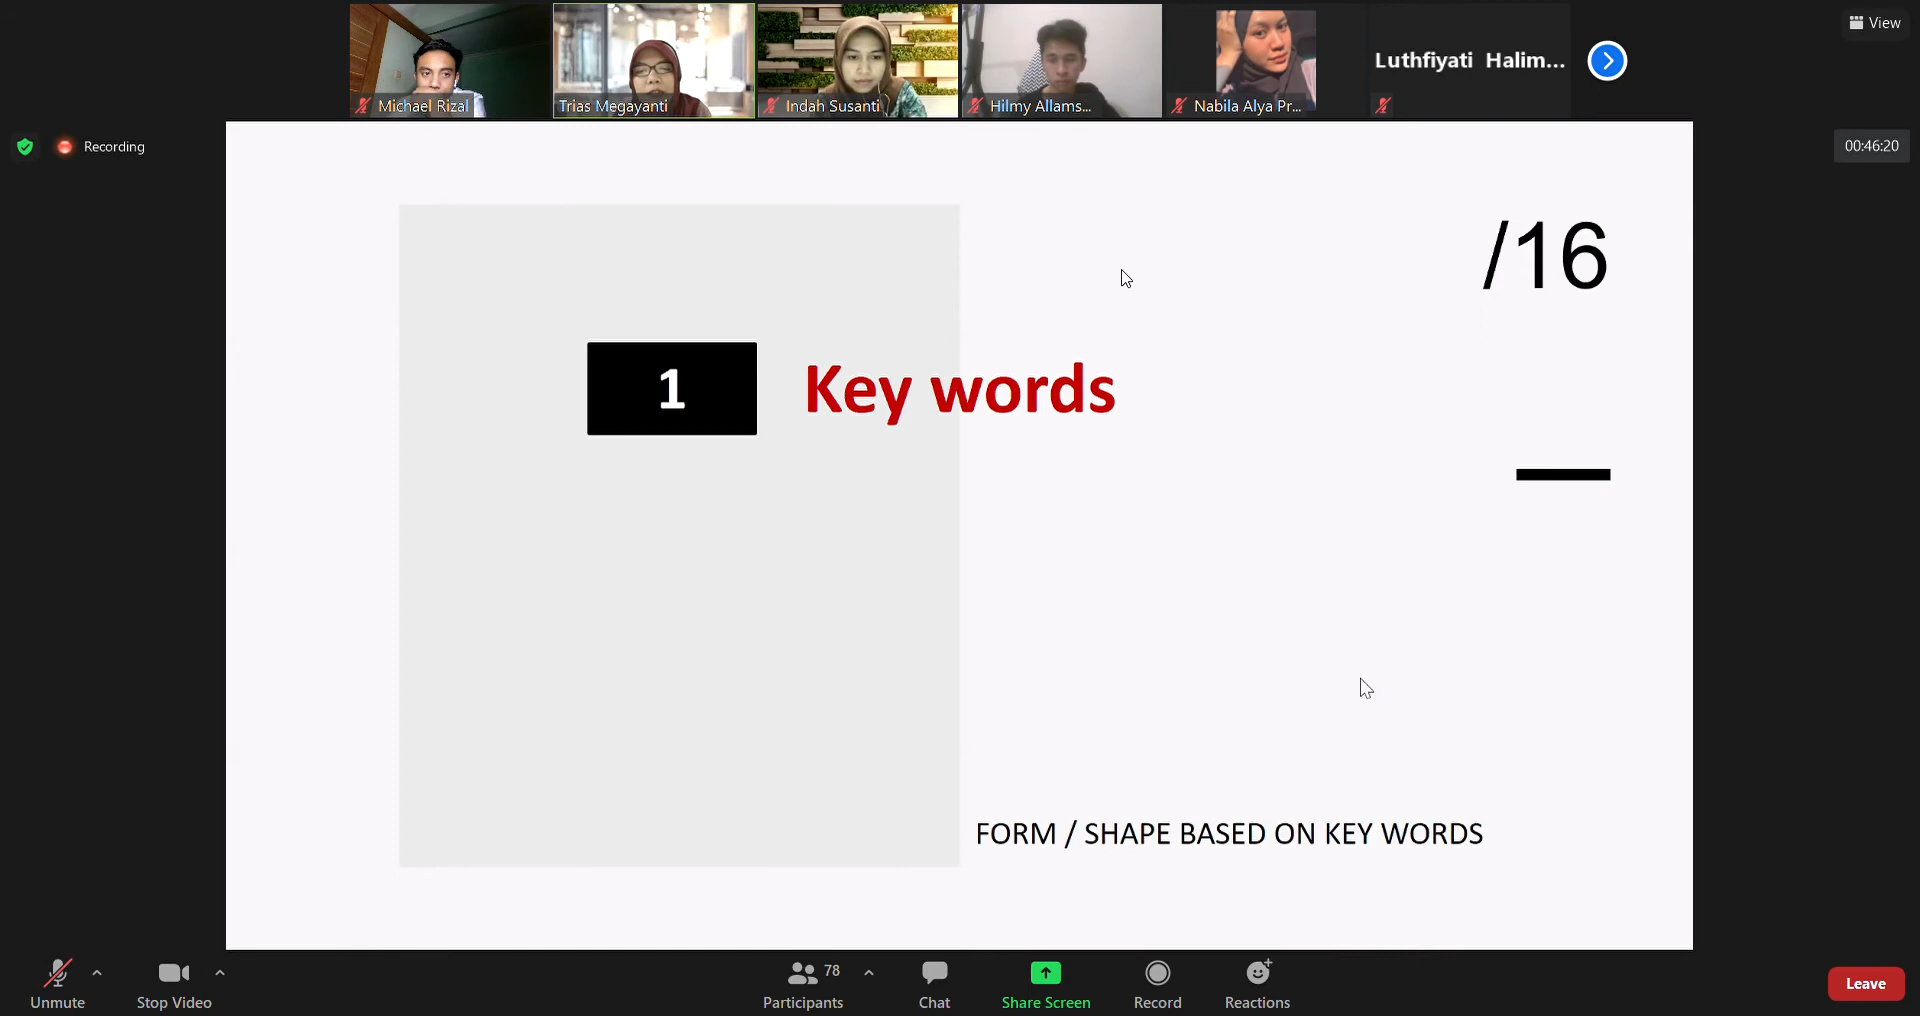 Michael Rizal
Trias Megayanti
Indah Susanti
Hilmy Allams...
Nabila Alya Pr...
Luthfiyati Halim...
View
Recording
00:46:20
/16
1
Key words
FORM / SHAPE BASED ON KEY WORDS
Unmute
Stop Video
78
Participants
Chat
Share Screen
Record
Reactions
Leave